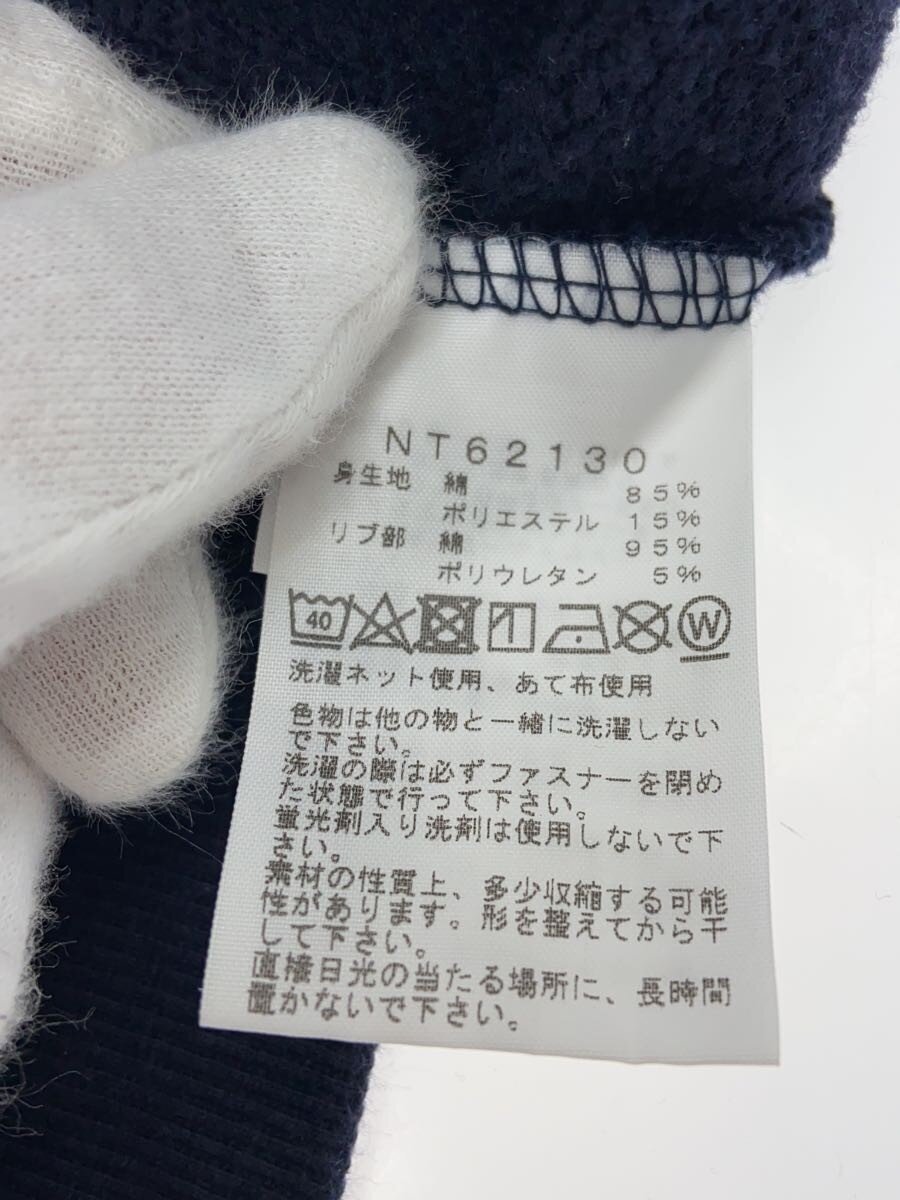 NT62130
身生地 綿 85%
ポリエステル 15%
リブ部 綿 95%
ポリウレタン 5%
40 W
洗濯ネット使用、あて布使用
色物は他の物と一緒に洗濯しない
で下さい。
洗濯の際は必ずファスナーを閉め
た状態で行って下さい。
蛍光剤入り洗剤は使用しないで下
さい。
素材の性質上、多少収縮する可能
性があります。形を整えてから干
して下さい。
直接日光の当たる場所に、長時間
置かないで下さい。